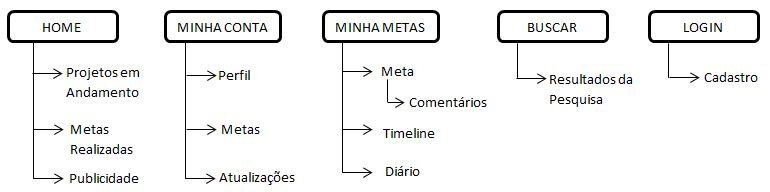 HOME
Projetos em
Andamento
Metas
Realizadas
Publicidade
MINHA CONTA
Perfil
Metas
Atualizações
MINHA METAS
Meta
Comentários
Timeline
Diário
BUSCAR
Resultados da
Pesquisa
LOGIN
Cadastro